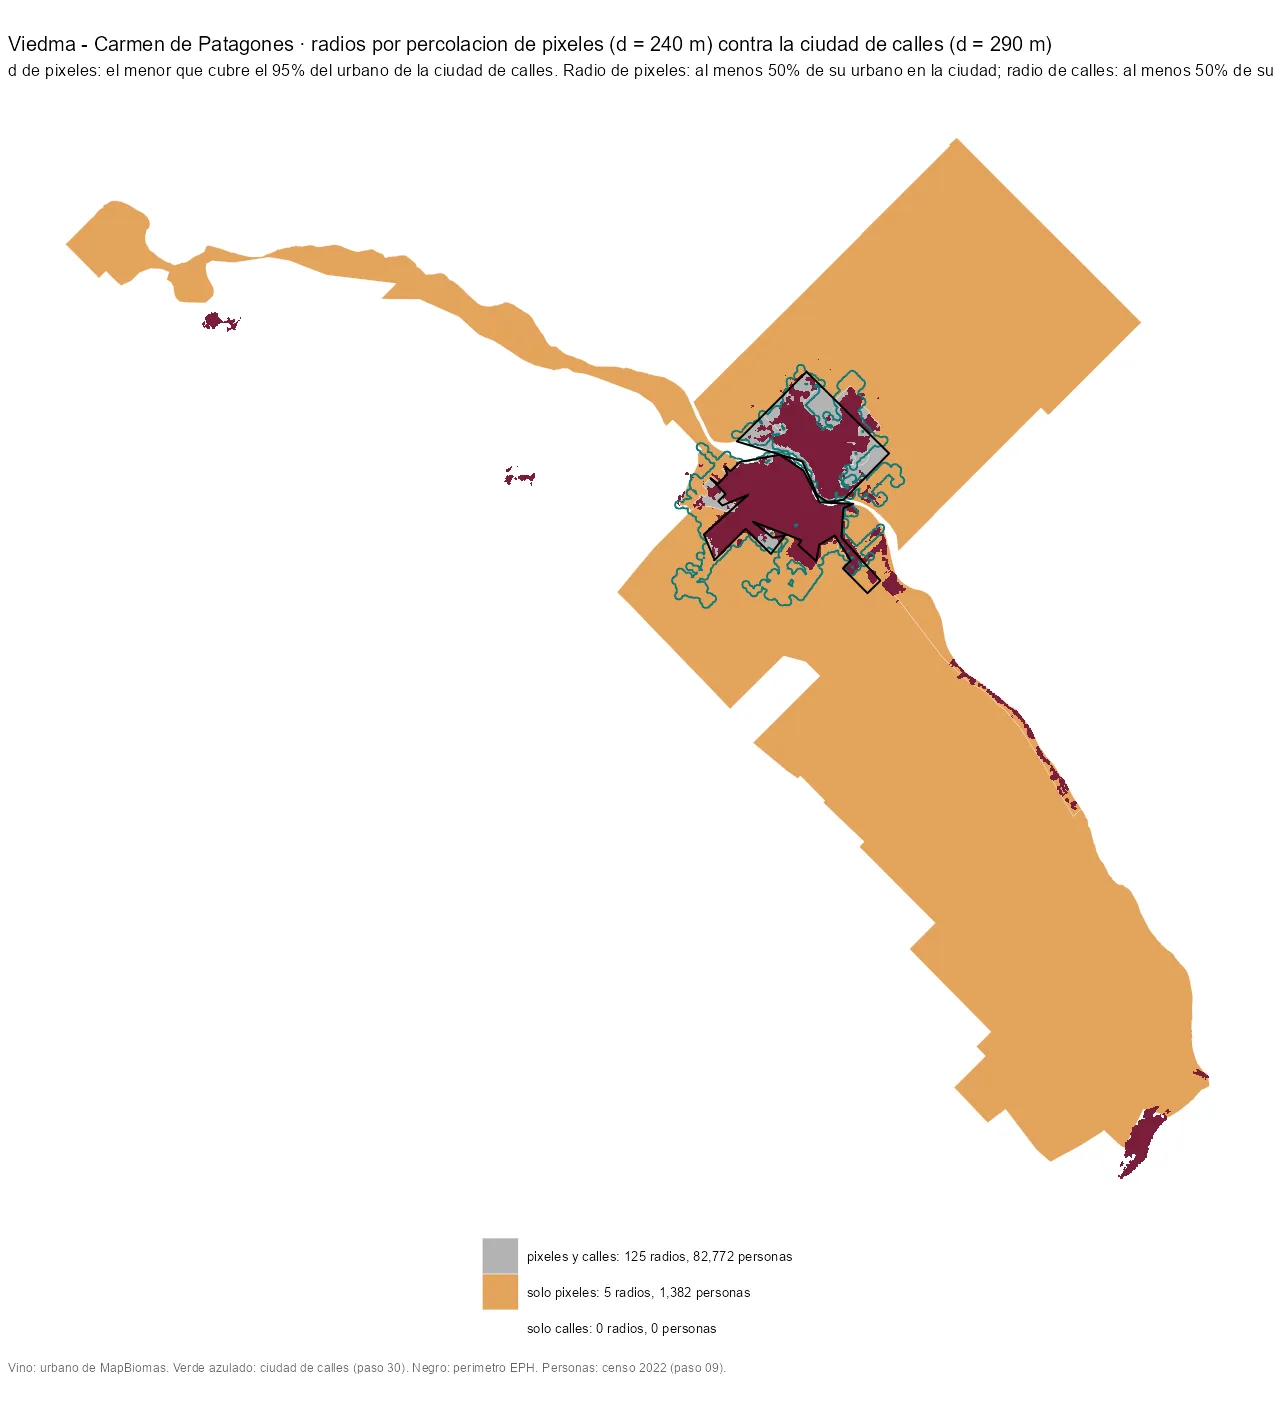 Viedma - Carmen de Patagones · radios por percolacion de pixeles (d = 240 m) contra la ciudad de calles (d = 290 m)
d de pixeles: el menor que cubre el 95% del urbano de la ciudad de calles. Radio de pixeles: al menos 50% de su urbano en la ciudad; radio de calles: al menos 50% de su
pixeles y calles: 125 radios, 82,772 personas
solo pixeles: 5 radios, 1,382 personas
solo calles: 0 radios, 0 personas
Vino: urbano de MapBiomas. Verde azulado: ciudad de calles (paso 30). Negro: perimetro EPH. Personas: censo 2022 (paso 09).